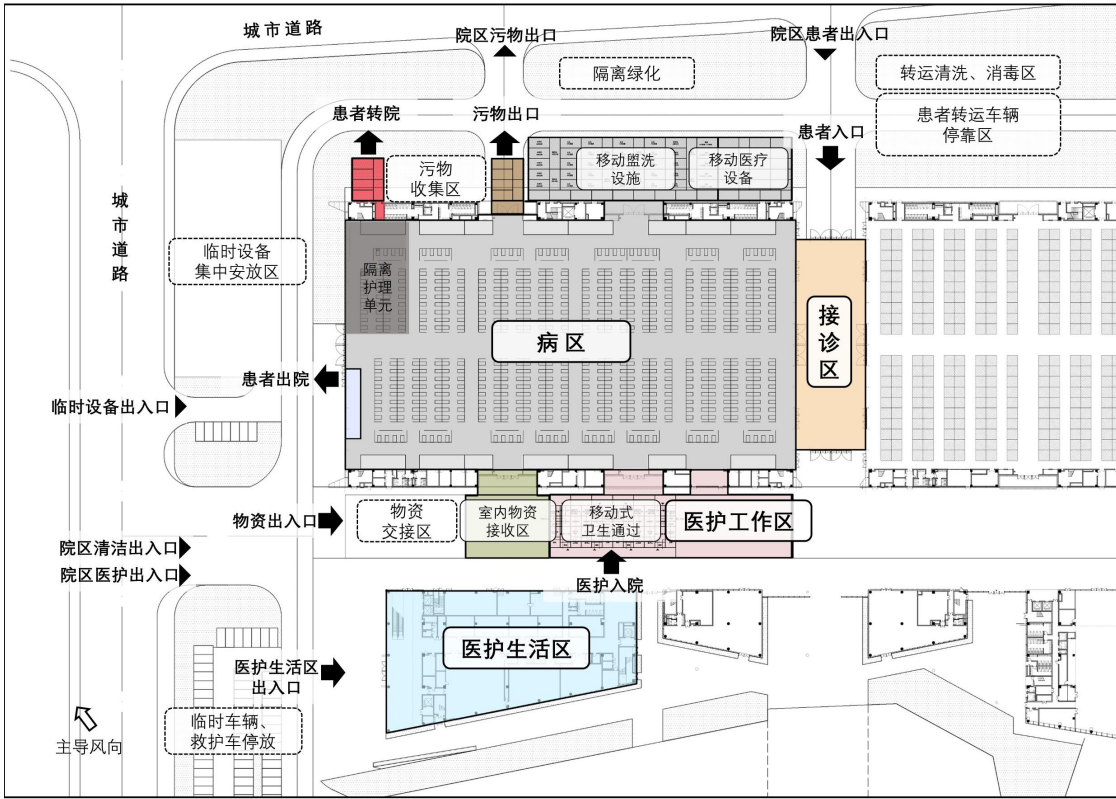 城市道路
院区污物出口
院区患者出入口
隔离绿化
转运清洗、消毒区
患者转院
污物出口
患者入口
患者转运车辆
停靠区
污物
收集区
移动盥洗
设施
移动医疗
设备
城市道路
临时设备
集中安放区
隔离
护理
单元
病区
接诊区
患者出院
临时设备出入口
物资出入口
物资
交接区
室内物资
接收区
移动式
卫生通过
医护工作区
院区清洁出入口
院区医护出入口
医护入院
医护生活区
医护生活区
出入口
临时车辆、
救护车停放
主导风向